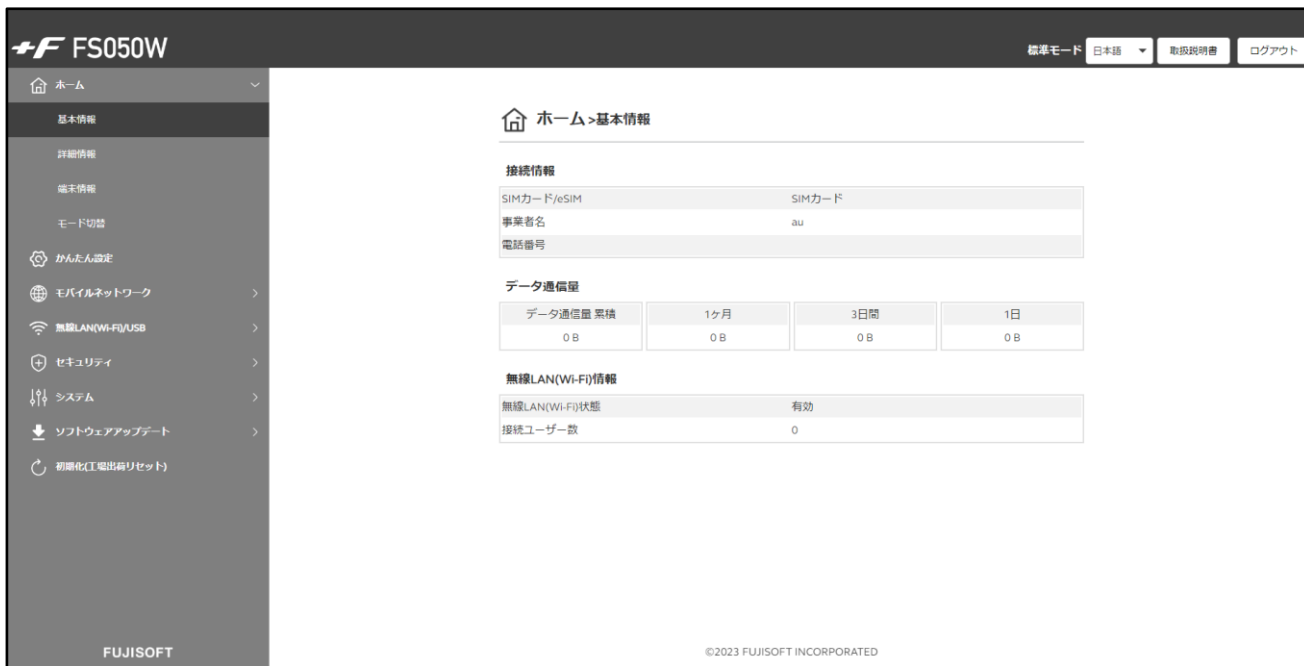 +F FS050W
標準モード 日本語 取扱説明書 ログアウト
ホーム
基本情報
詳細情報
端末情報
モード切替
かんたん設定
モバイルネットワーク
無線LAN(Wi-Fi)/USB
セキュリティ
システム
ソフトウェアアップデート
初期化(工場出荷リセット)
FUJISOFT
ホーム>基本情報
接続情報
SIMカード/eSIM SIMカード
事業者名 au
電話番号
データ通信量
データ通信量 累積 1ヶ月 3日間 1日
0 B 0 B 0 B 0 B
無線LAN(Wi-Fi)情報
無線LAN(Wi-Fi)状態 有効
接続ユーザー数 0
©2023 FUJISOFT INCORPORATED